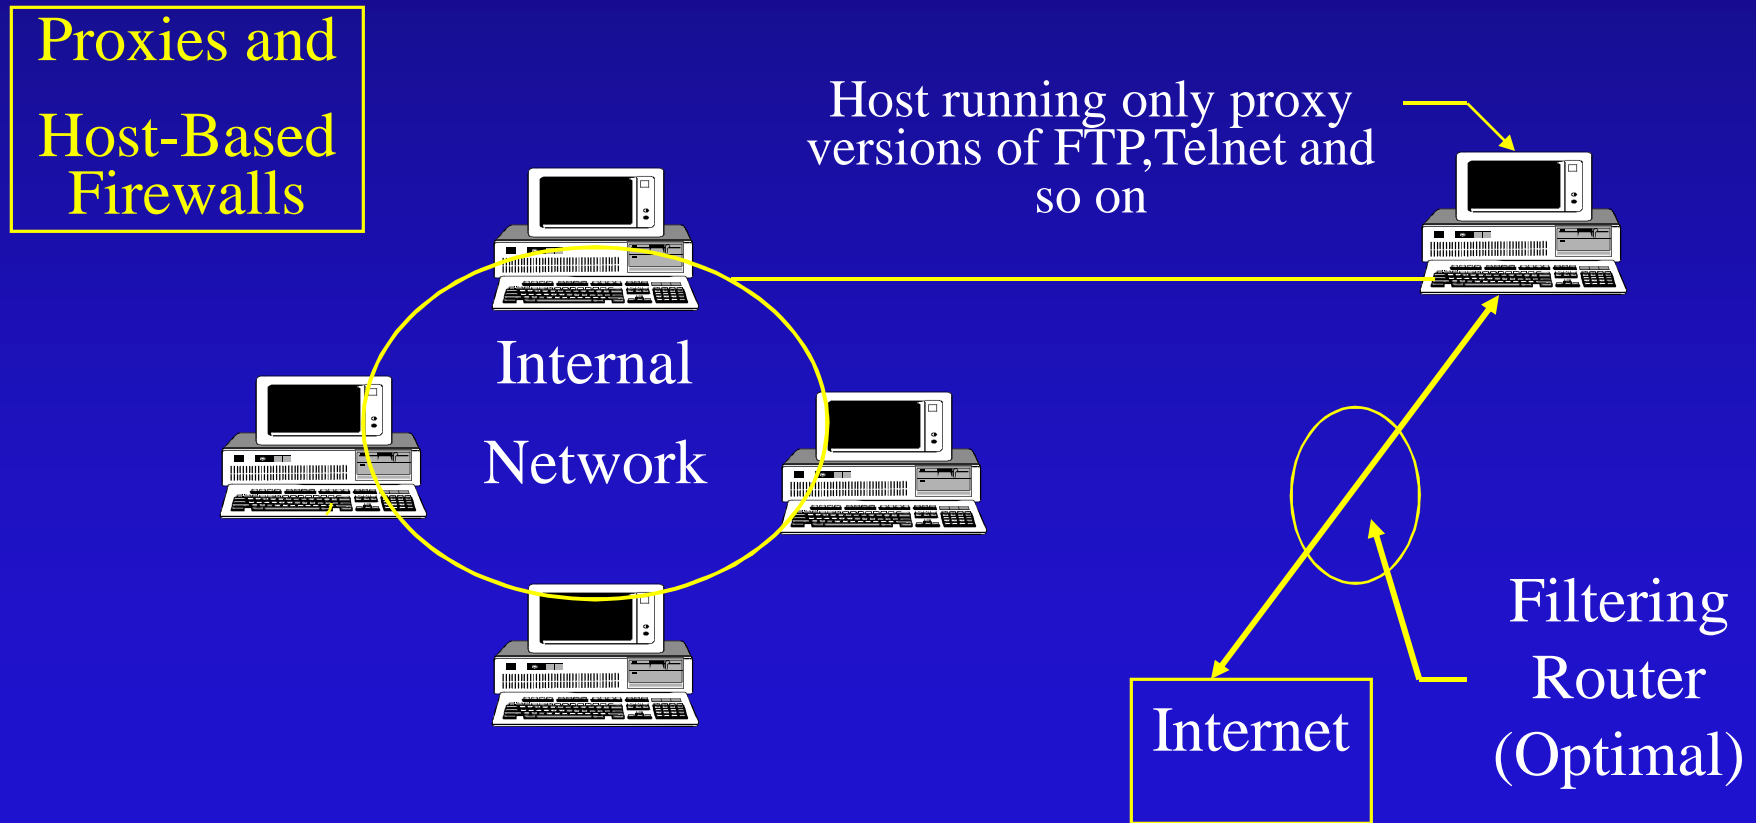 Proxies and
Host-Based
Firewalls
Host running only proxy
versions of FTP,Telnet and
so on
Internal
Network
Filtering
Router
(Optimal)
Internet